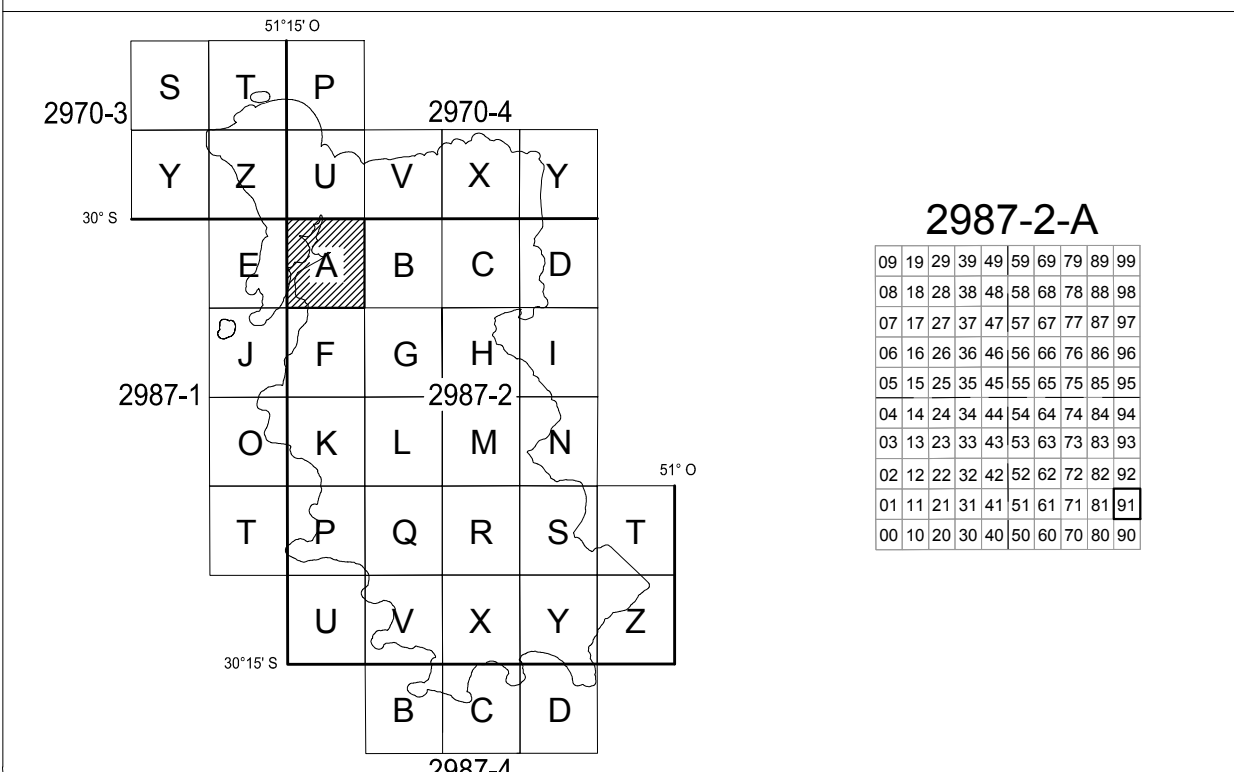 51°15' O
S T P
2970-3
2970-4
Y Z U V X Y
30° S
E A B C D
J F G H I
2987-1
2987-2
O K L M N
51° O
T P Q R S T
U V X Y Z
30°15' S
B C D
2987-4
2987-2-A
09 19 29 39 49 59 69 79 89 99
08 18 28 38 48 58 68 78 88 98
07 17 27 37 47 57 67 77 87 97
06 16 26 36 46 56 66 76 86 96
05 15 25 35 45 55 65 75 85 95
04 14 24 34 44 54 64 74 84 94
03 13 23 33 43 53 63 73 83 93
02 12 22 32 42 52 62 72 82 92
01 11 21 31 41 51 61 71 81 91
00 10 20 30 40 50 60 70 80 90